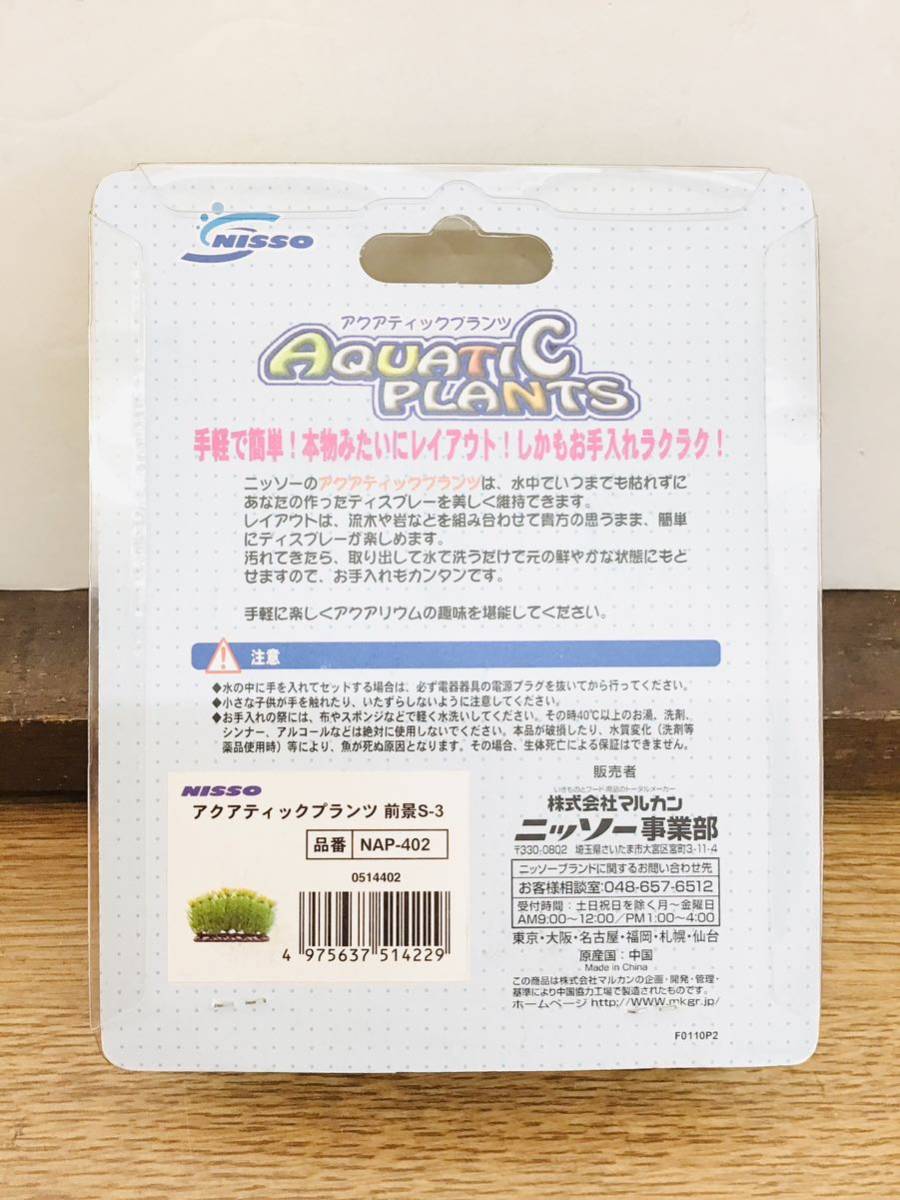 NISSO
アクアティックプランツ
AQUATIC
PLANTS
手軽で簡単！本物みたいにレイアウト！しかもお手入れラクラク！
ニッソーのアクアティックプランツは、水中でいつまでも枯れずに
あなたの作ったディスプレーを美しく維持できます。
レイアウトは、流木や岩などを組み合わせて貴方の思うまま、簡単
にディスプレーが楽しめます。
汚れてきたら、取り出して水で洗うだけで元の鮮やかな状態にもど
せますので、お手入れもカンタンです。
手軽に楽しくアクアリウムの趣味を堪能してください。
注意
◆水の中に手を入れてセットする場合は、必ず電器器具の電源プラグを抜いてから行ってください。
◆小さな子供が手を触れたり、いたずらしないように注意してください。
◆お手入れの祭には、布やスポンジなどで軽く水洗いしてください。その時40℃以上のお湯、洗剤、
シンナー、アルコールなどは絶対に使用しないでください。本品が破損したり、水質変化（洗剤等
薬品使用時）等により、魚が死ぬ原因となります。その場合、生体死亡による保証はできません。
NISSO
アクアティックプランツ 前景S-3
品番 NAP-402
0514402
4 975637 514229
販売者
いきものとフード・用品のトータルメーカー
株式会社マルカン
ニッソー事業部
〒330-0802 埼玉県さいたま市大宮区宮町3-11-4
ニッソーブランドに関するお問い合わせ先
お客様相談室:048-657-6512
受付時間：土日祝日を除く月〜金曜日
AM9:00〜12:00/PM1:00〜4:00
東京・大阪・名古屋・福岡・札幌・仙台
原産国：中国
Made in China
この商品は株式会社マルカンの企画・開発・管理・
基準により中国協力工場で製造されたものです。
ホームページ http://www.mkgr.jp/
F0110P2